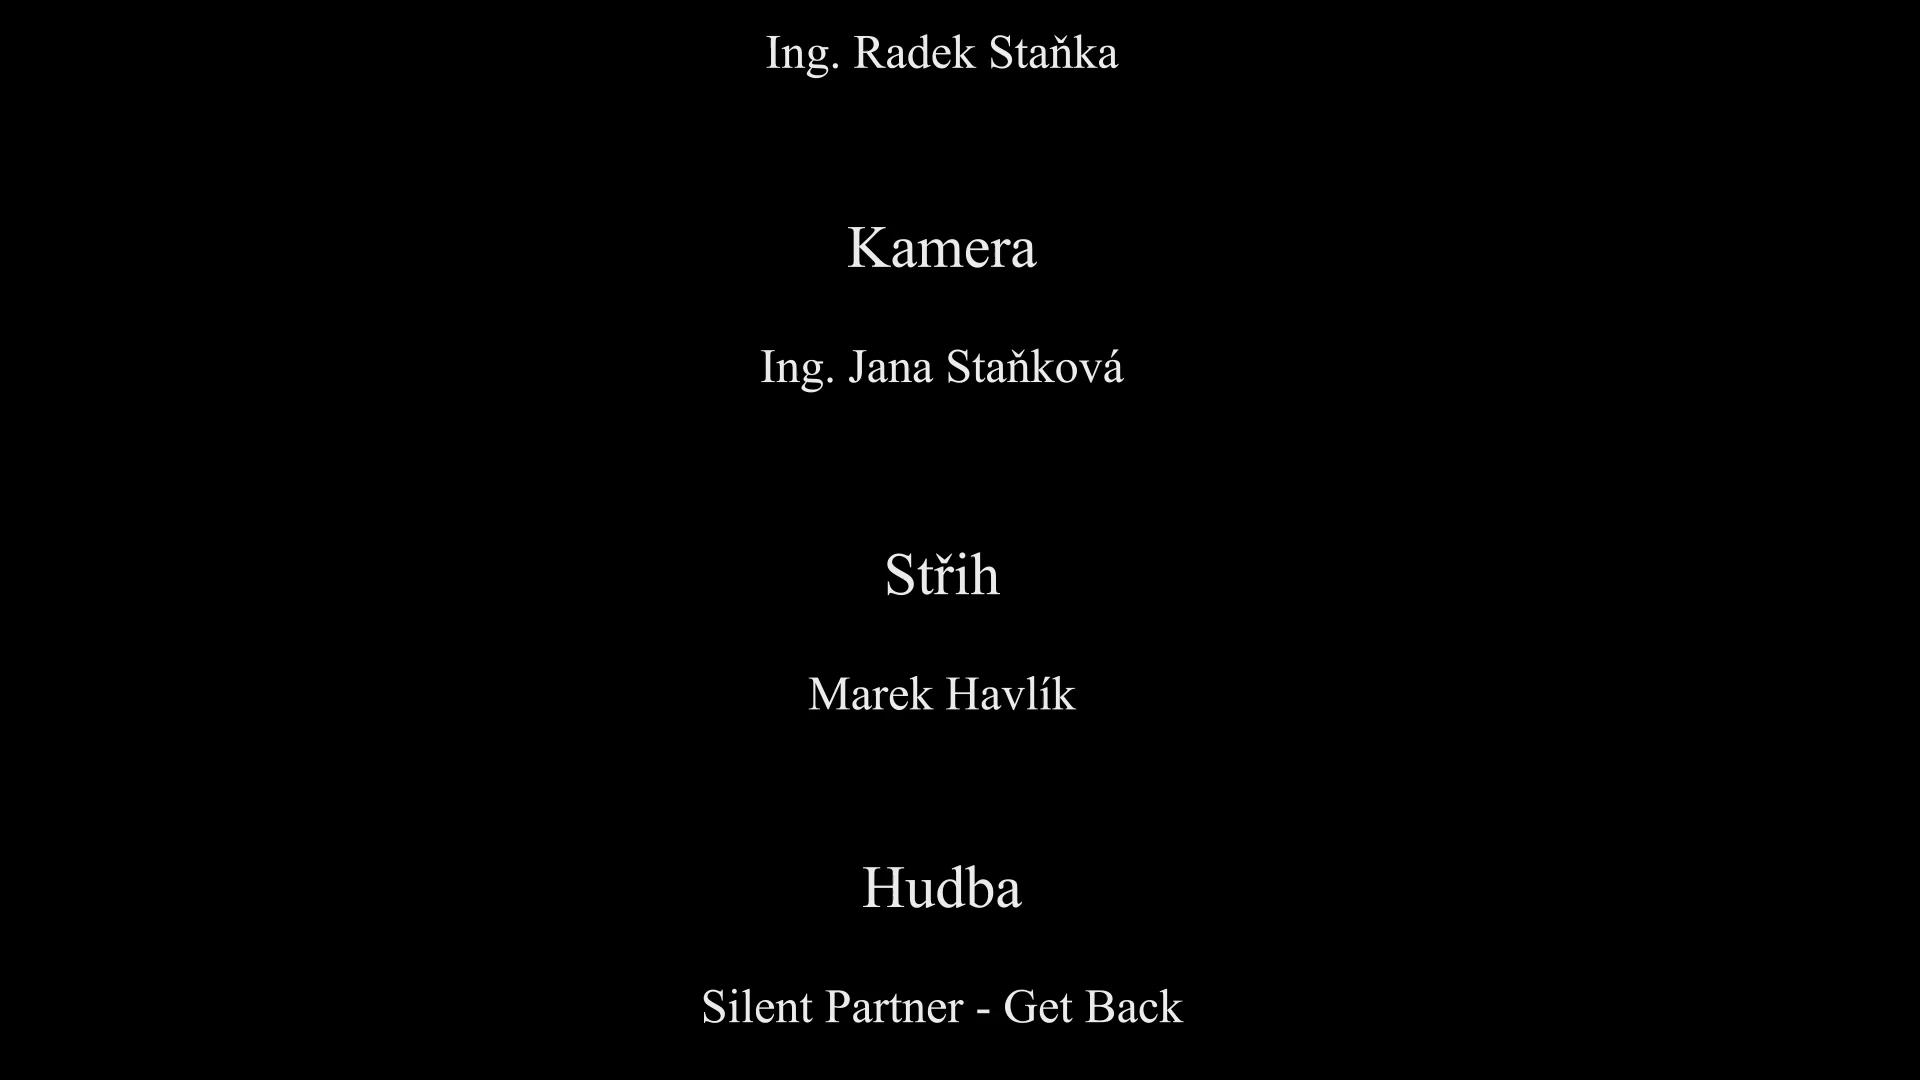 Ing. Radek Staňka
Kamera
Ing. Jana Staňková
Střih
Marek Havlík
Hudba
Silent Partner - Get Back